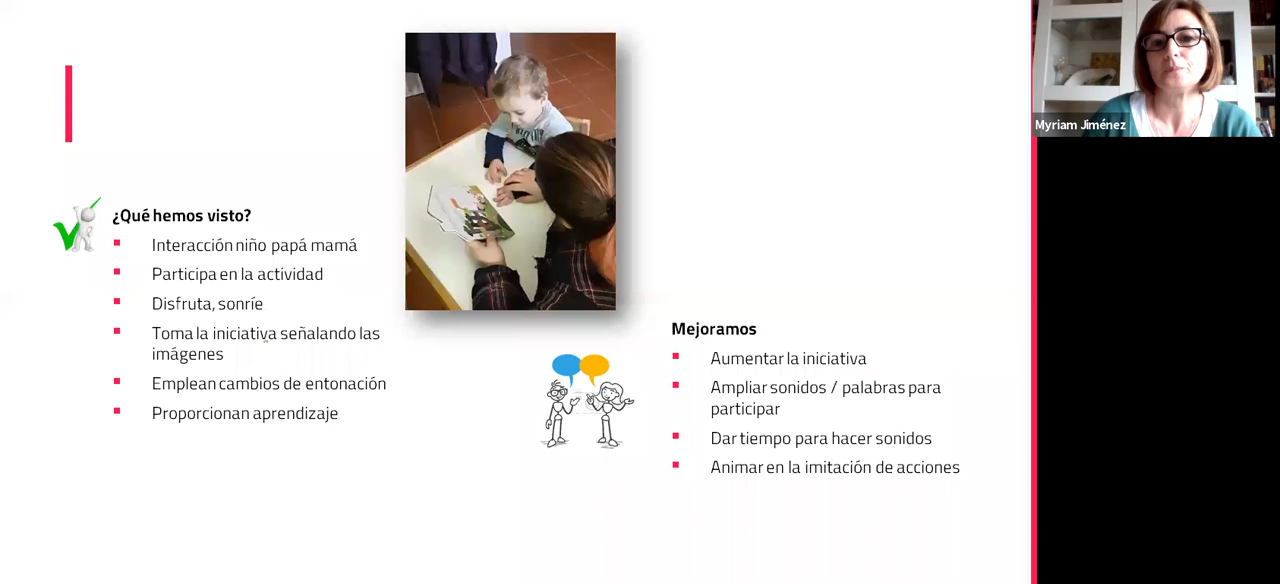 ¿Qué hemos visto?
Interacción niño papá mamá
Participa en la actividad
Disfruta, sonríe
Toma la iniciativa señalando las
imágenes
Emplean cambios de entonación
Proporcionan aprendizaje
Mejoramos
Aumentar la iniciativa
Ampliar sonidos / palabras para
participar
Dar tiempo para hacer sonidos
Animar en la imitación de acciones
Myriam Jiménez